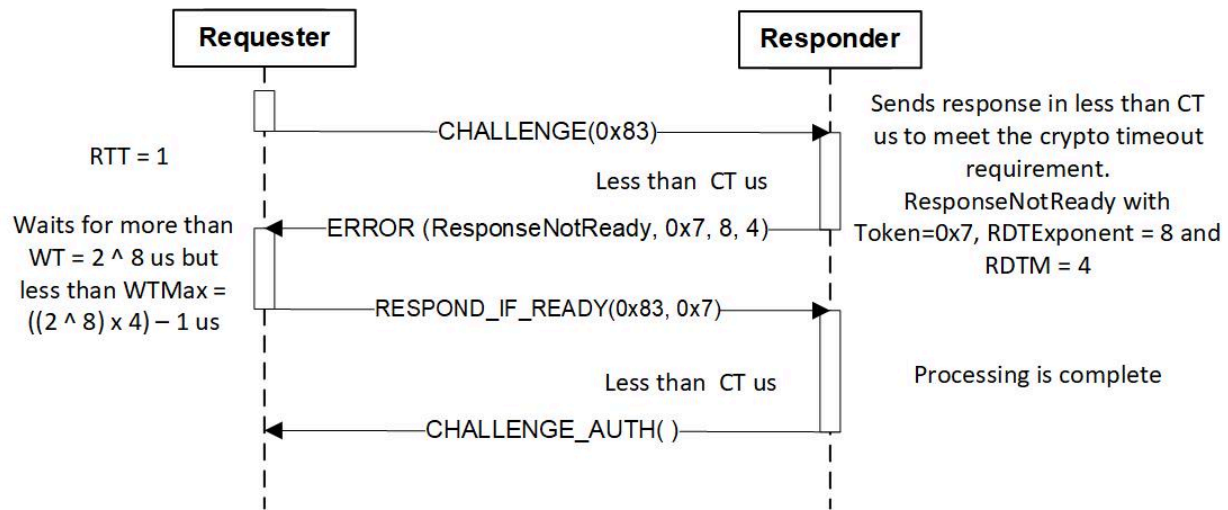 Requester
Responder
CHALLENGE(0x83)
Sends response in less than CT
us to meet the crypto timeout
requirement.
ResponseNotReady with
Token=0x7, RDTExponent = 8 and
RDTM = 4
RTT = 1
Less than CT us
Waits for more than
WT = 2 ^ 8 us but
less than WTMax =
((2 ^ 8) x 4) – 1 us
ERROR (ResponseNotReady, 0x7, 8, 4)
RESPOND_IF_READY(0x83, 0x7)
Less than CT us
Processing is complete
CHALLENGE_AUTH( )